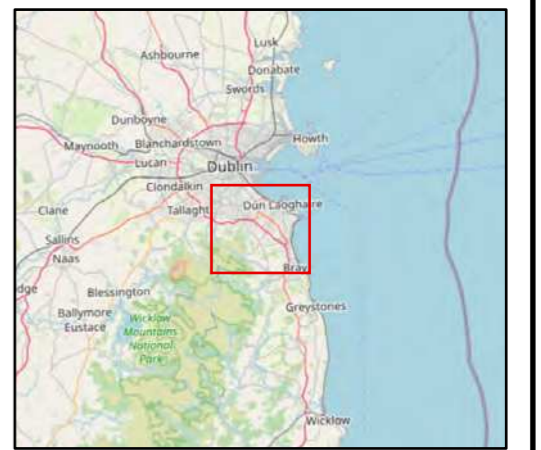 Lusk
Ashbourne
Donabate
Swords
Dunboyne
Howth
Maynooth
Blanchardstown
Lucan
Dublin
Clondalkin
Clane
Tallaght
Dún Laoghaire
Sallins
Naas
Bray
dge
Blessington
Greystones
Ballymore
Eustace
Wicklow
Mountains
National
Park
Wicklow